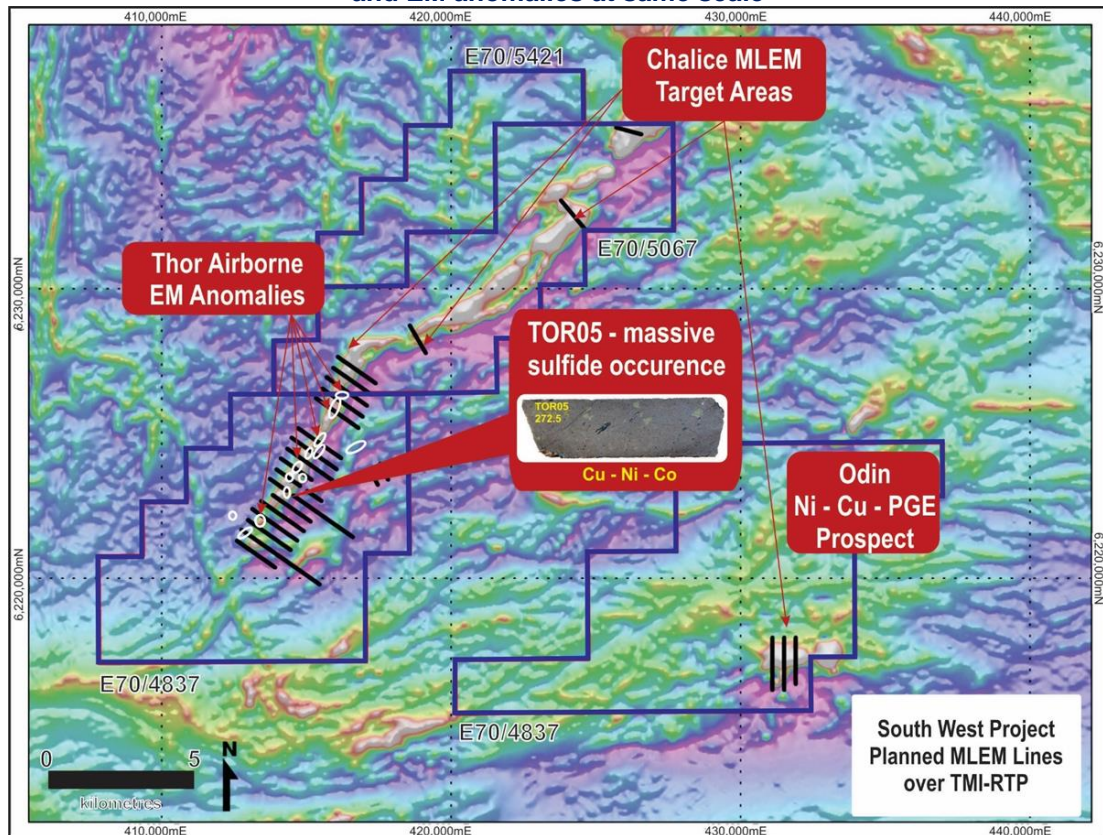 and EM anomalies at same scale
410,000mE
420,000mE
430,000mE
440,000mE
E70/5421
Chalice MLEM
Target Areas
E70/5067
Thor Airborne
EM Anomalies
6,230,000mN
6,230,000mN
TOR05 - massive
sulfide occurence
TOR05
272.5
Cu - Ni - Co
Odin
Ni - Cu - PGE
Prospect
6,220,000mN
6,220,000mN
E70/4837
E70/4837
South West Project
Planned MLEM Lines
over TMI-RTP
0
5
N
kilometres
410,000mE
420,000mE
430,000mE
440,000mE